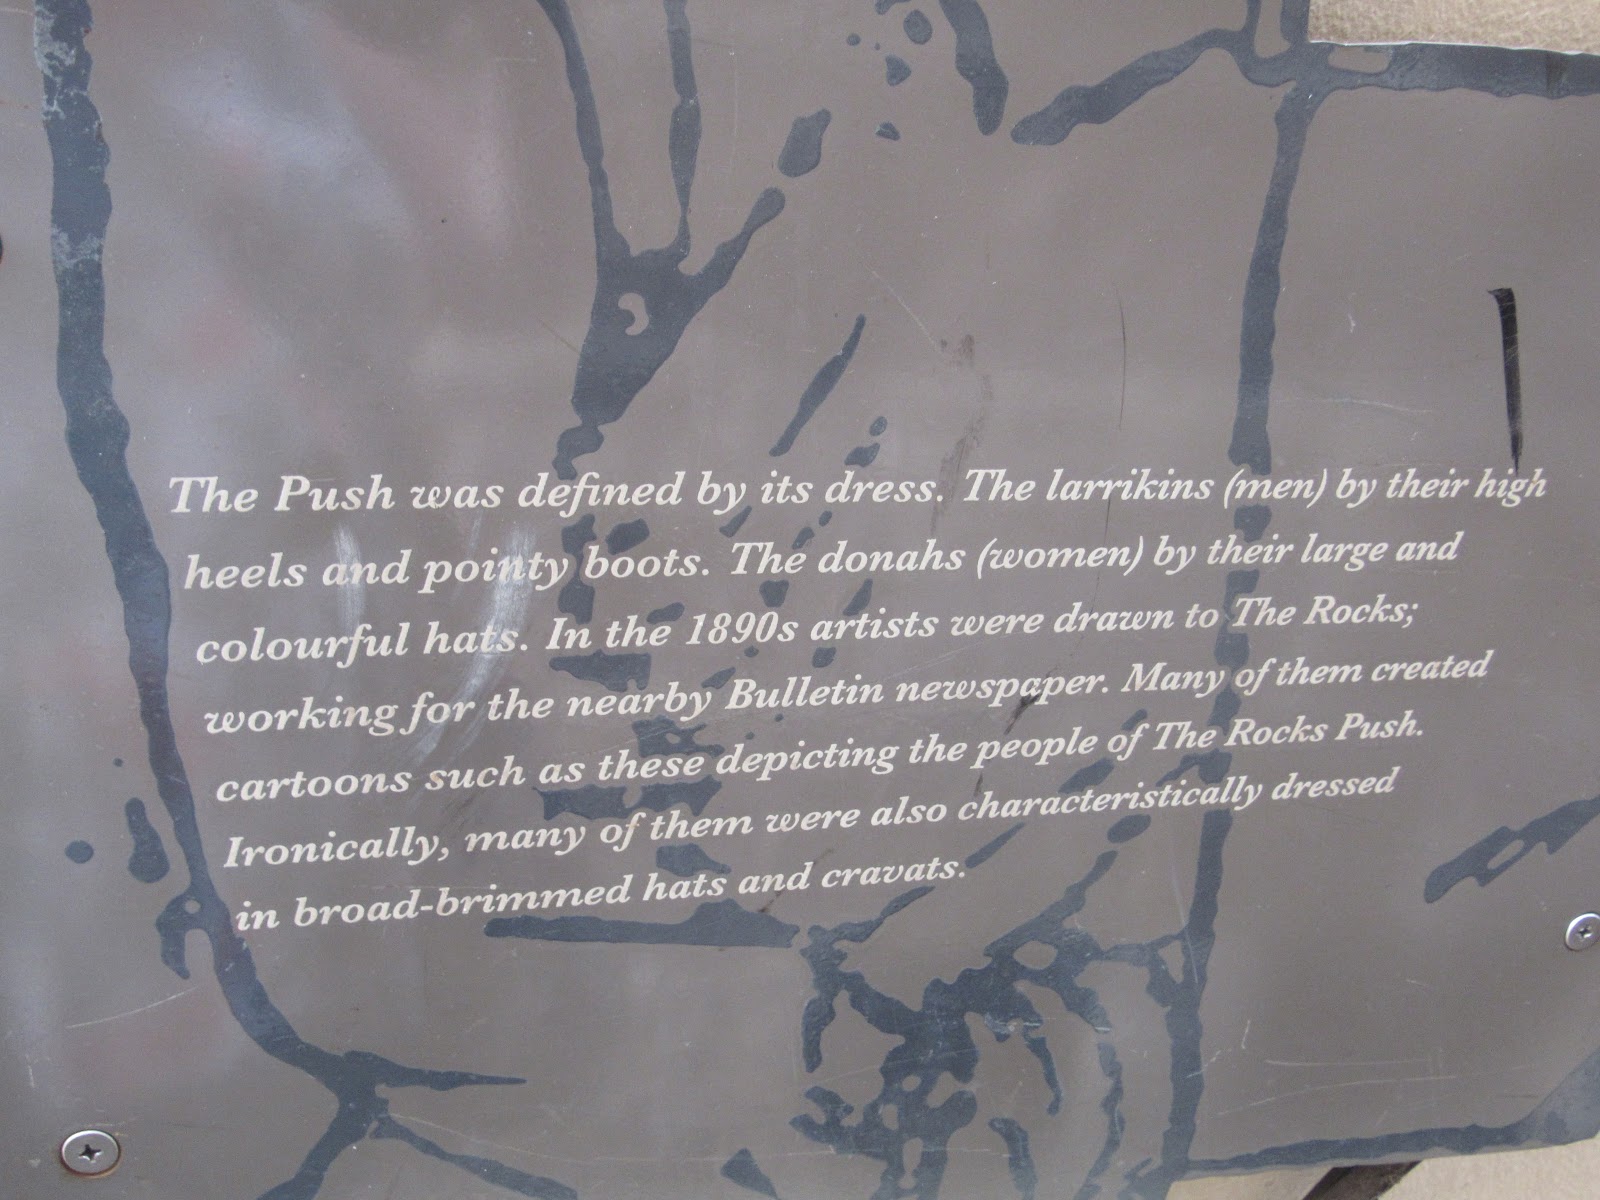 The Push was defined by its dress. The larrikins (men) by their high
heels and pointy boots. The donahs (women) by their large and
colourful hats. In the 1890s artists were drawn to The Rocks;
working for the nearby Bulletin newspaper. Many of them created
cartoons such as these depicting the people of The Rocks Push.
Ironically, many of them were also characteristically dressed
in broad-brimmed hats and cravats.